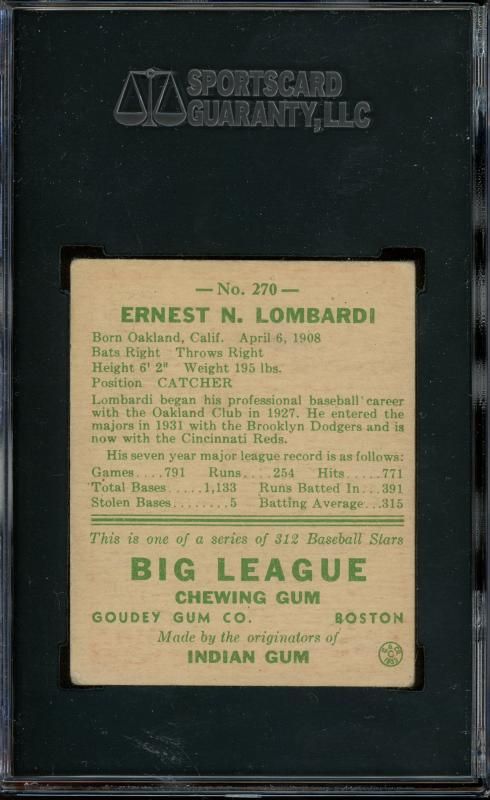 SPORTSCARD
GUARANTY, LLC
— No. 270 —
ERNEST N. LOMBARDI
Born Oakland, Calif. April 6, 1908
Bats Right Throws Right
Height 6' 2" Weight 195 lbs.
Position CATCHER
Lombardi began his professional baseball career
with the Oakland Club in 1927. He entered the
majors in 1931 with the Brooklyn Dodgers and is
now with the Cincinnati Reds.
His seven year major league record is as follows:
Games....791 Runs....254 Hits....771
Total Bases.....1,133 Runs Batted In...391
Stolen Bases........5 Batting Average...315
This is one of a series of 312 Baseball Stars
BIG LEAGUE
CHEWING GUM
GOUDEY GUM CO. BOSTON
Made by the originators of
INDIAN GUM